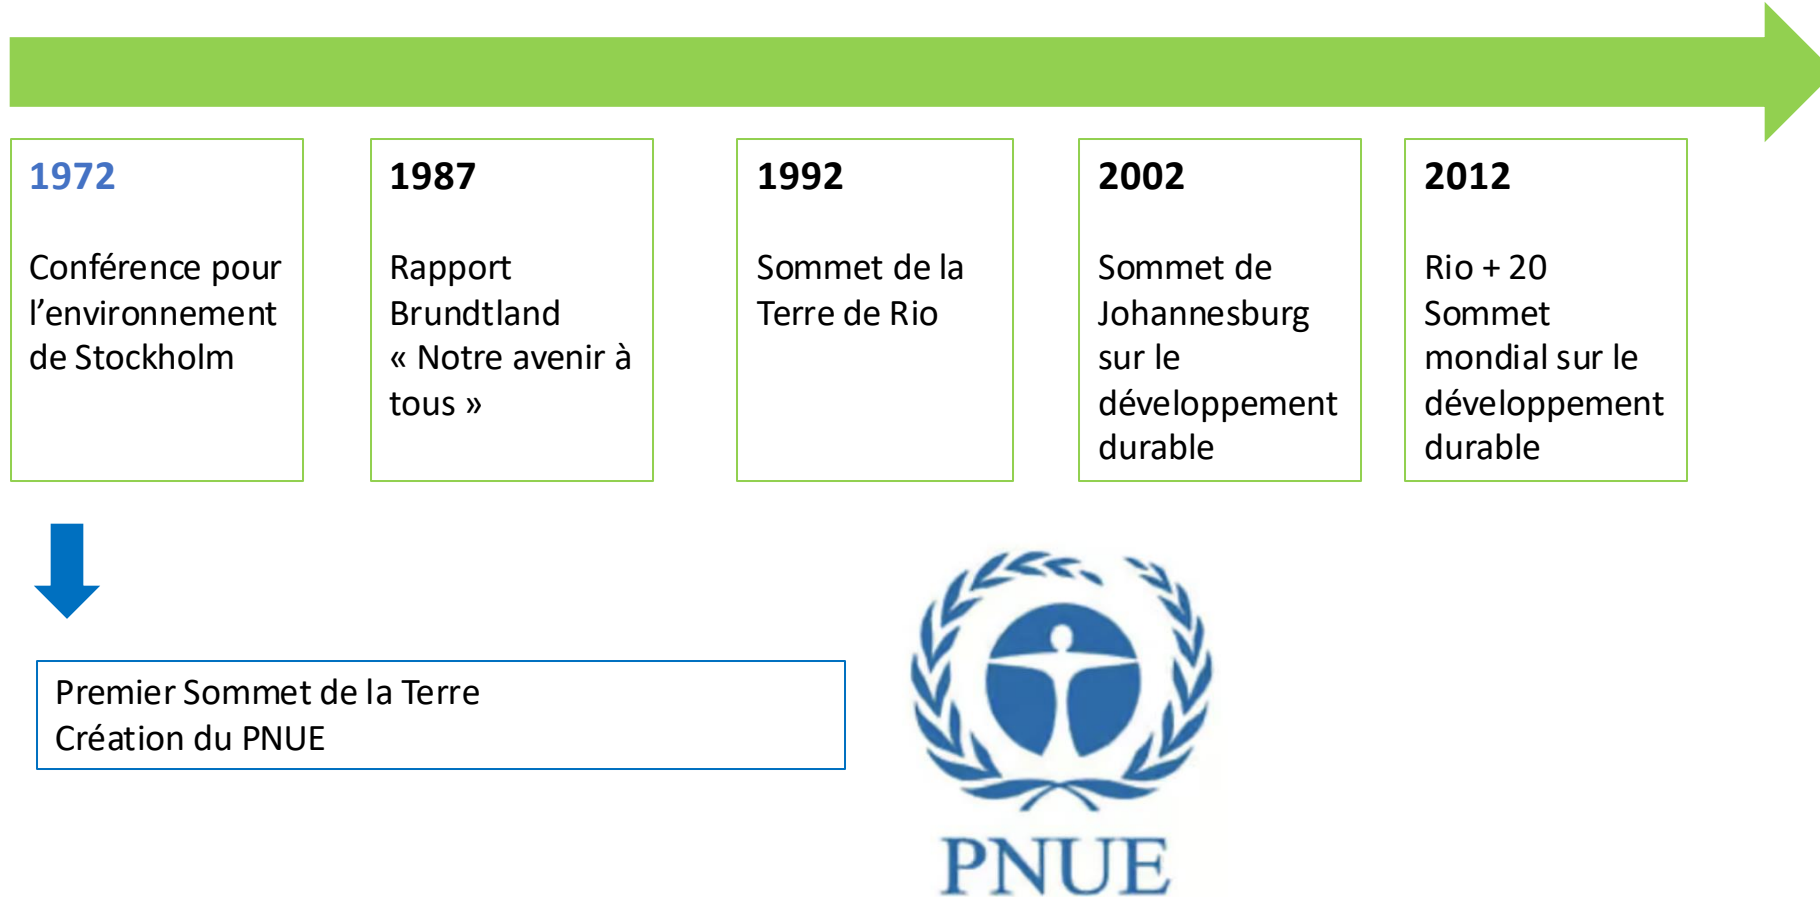 1972
Conférence pour
l’environnement
de Stockholm
1987
Rapport
Brundtland
« Notre avenir à
tous »
1992
Sommet de la
Terre de Rio
2002
Sommet de
Johannesburg
sur le
développement
durable
2012
Rio + 20
Sommet
mondial sur le
développement
durable
Premier Sommet de la Terre
Création du PNUE
PNUE